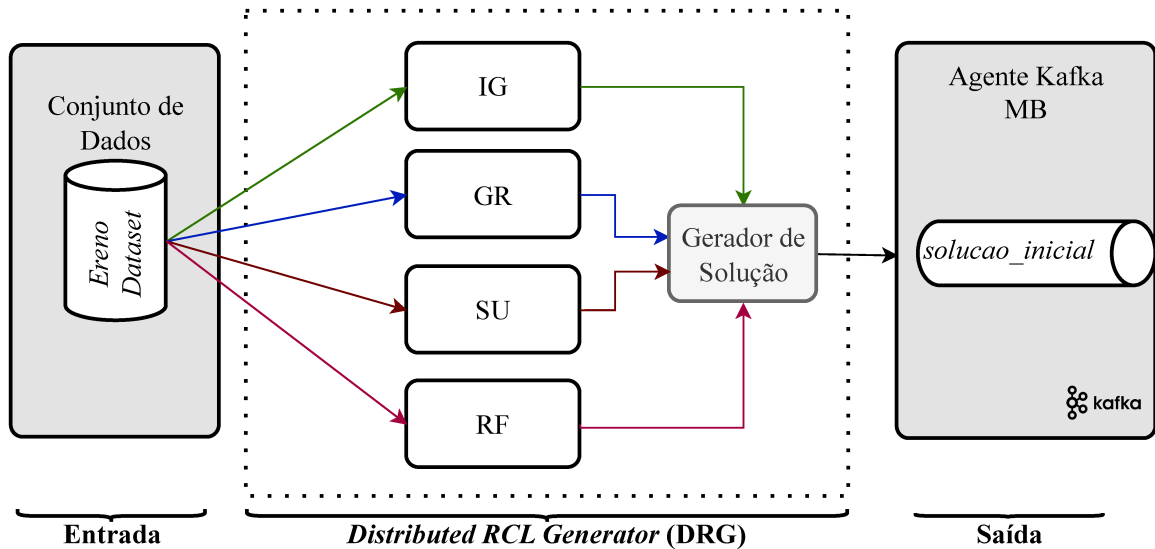 Conjunto de
Dados
Ereno
Dataset
IG
GR
SU
RF
Gerador de
Solução
Agente Kafka
MB
solucao_inicial
kafka
Entrada
Distributed RCL Generator (DRG)
Saída